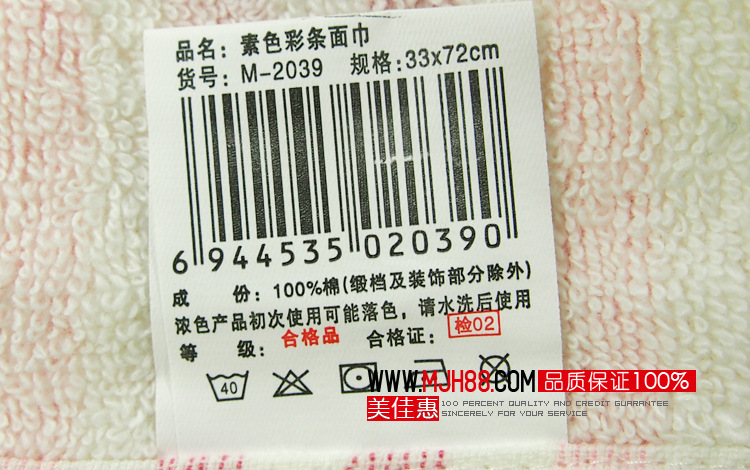 品名：素色彩条面巾
货号：M-2039 规格：33x72cm
6 944535 020390
成 份：100%棉(缎档及装饰部分除外)
浓色产品初次使用可能落色，请水洗后使用
等 级：合格品 合格证：检02
40
WWW.MJH88.COM 品质保证100%
美佳惠 100 PERCENT QUALITY AND CREDIT GUARANTEE
SINCERELY FOR YOUR SERVICE